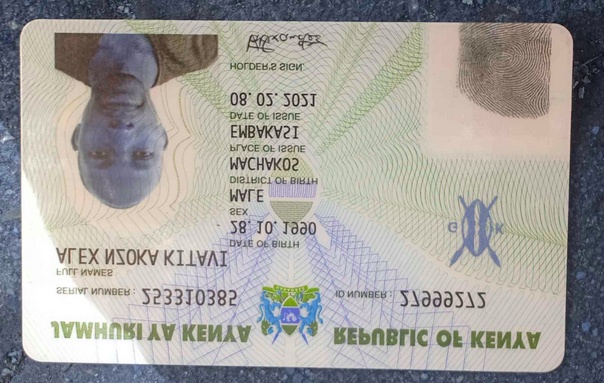 JAMHURI YA KENYA
REPUBLIC OF KENYA
SERIAL NUMBER: 253310385
ID NUMBER: 27999272
FULL NAMES
ALEX NZOKA KITAVI
DATE OF BIRTH
28. 10. 1990
SEX
MALE
DISTRICT OF BIRTH
MACHAKOS
PLACE OF ISSUE
EMBAKASI
DATE OF ISSUE
08. 02. 2021
HOLDER'S SIGN.
G K